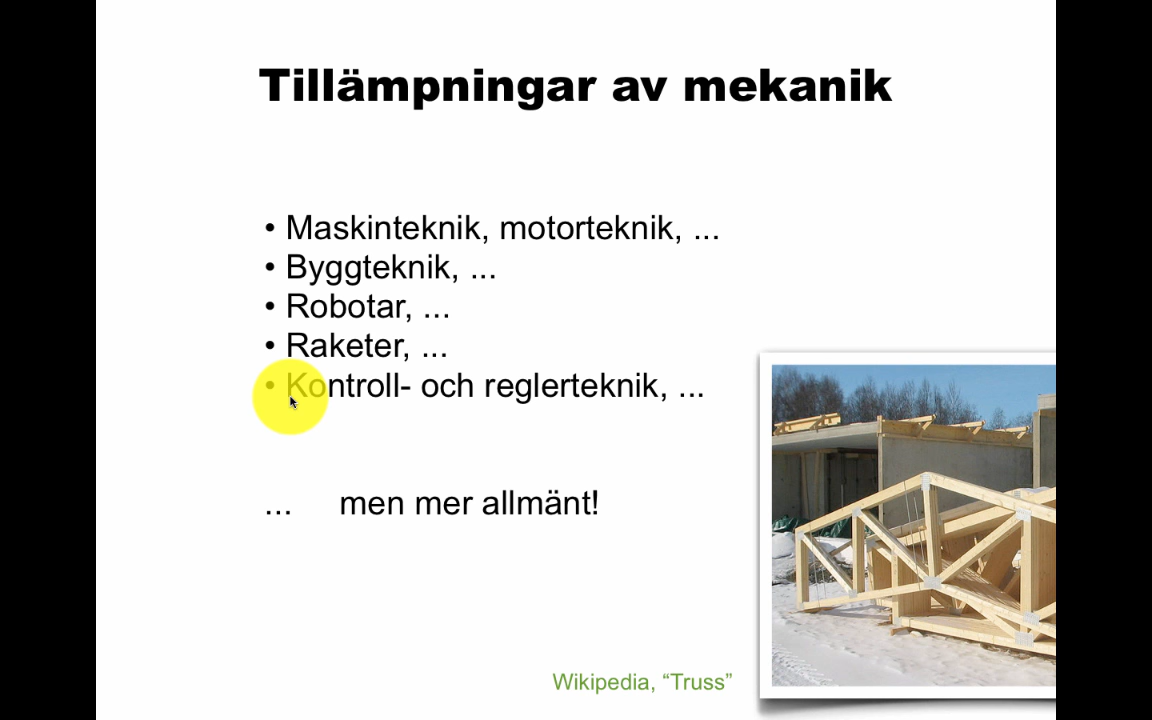 Tillämpningar av mekanik
• Maskinteknik, motorteknik, ...
• Byggteknik, ...
• Robotar, ...
• Raketer, ...
• Kontroll- och reglerteknik, ...
... men mer allmänt!
Wikipedia, “Truss”